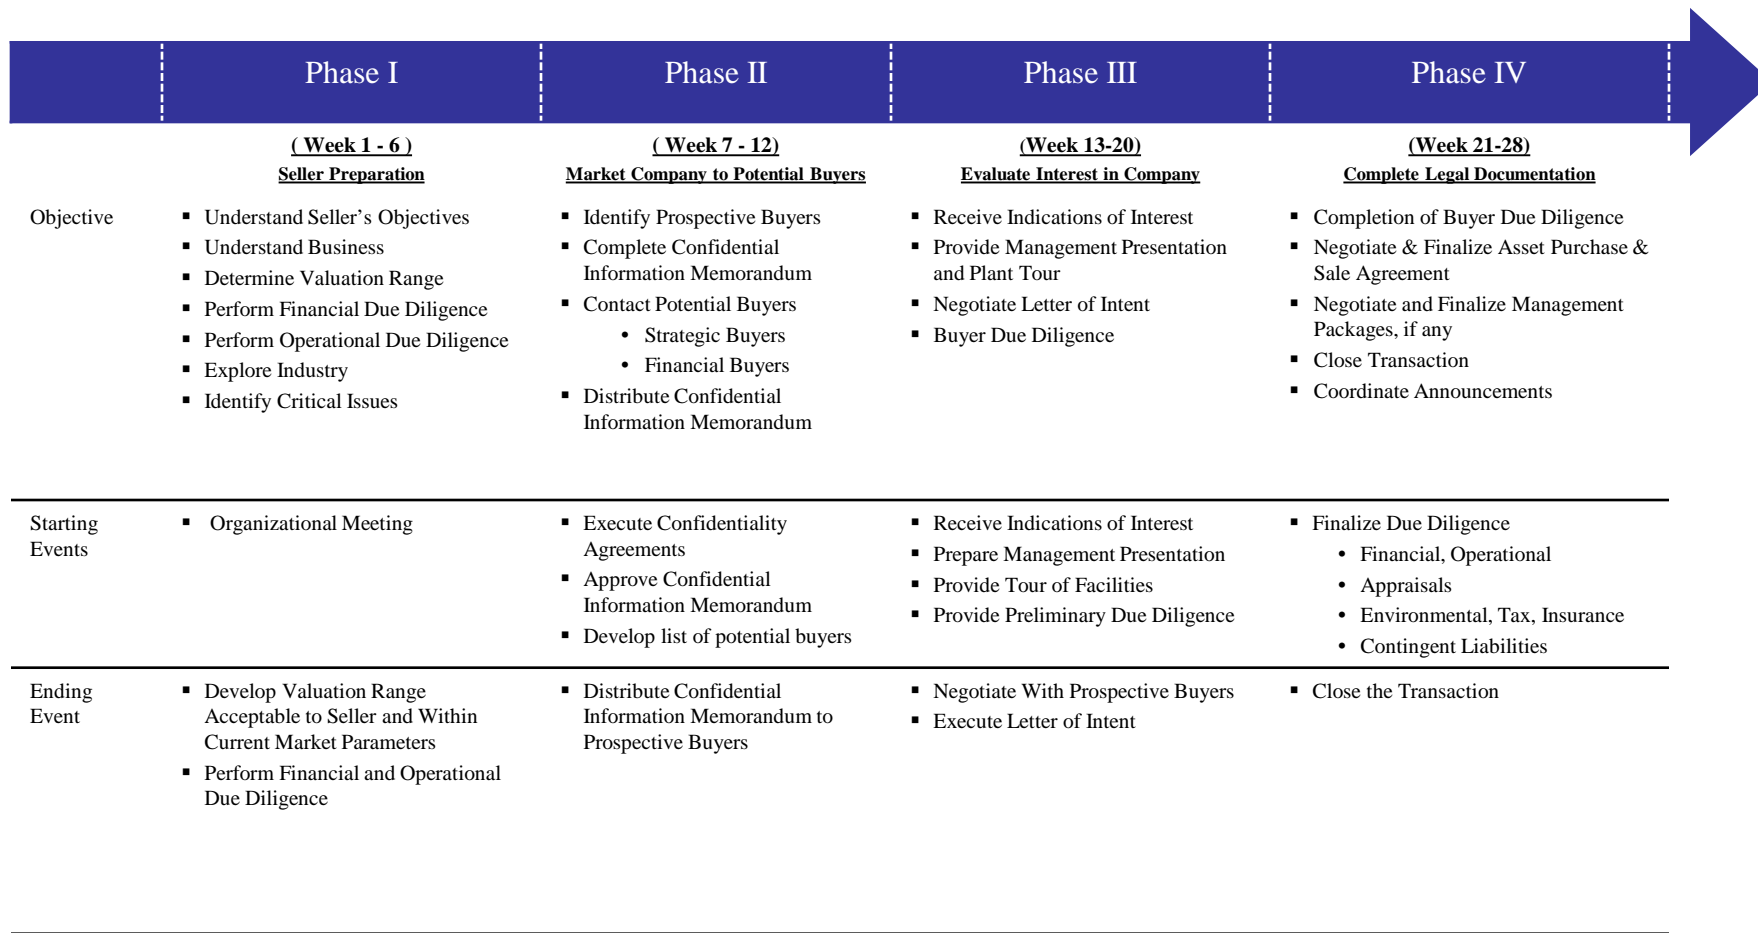 Phase I
Phase II
Phase III
Phase IV
( Week 1 - 6 )
Seller Preparation
( Week 7 - 12)
Market Company to Potential Buyers
(Week 13-20)
Evaluate Interest in Company
(Week 21-28)
Complete Legal Documentation
Objective
▪ Understand Seller’s Objectives
▪ Understand Business
▪ Determine Valuation Range
▪ Perform Financial Due Diligence
▪ Perform Operational Due Diligence
▪ Explore Industry
▪ Identify Critical Issues
▪ Identify Prospective Buyers
▪ Complete Confidential
Information Memorandum
▪ Contact Potential Buyers
• Strategic Buyers
• Financial Buyers
▪ Distribute Confidential
Information Memorandum
▪ Receive Indications of Interest
▪ Provide Management Presentation
and Plant Tour
▪ Negotiate Letter of Intent
▪ Buyer Due Diligence
▪ Completion of Buyer Due Diligence
▪ Negotiate & Finalize Asset Purchase &
Sale Agreement
▪ Negotiate and Finalize Management
Packages, if any
▪ Close Transaction
▪ Coordinate Announcements
Starting
Events
▪ Organizational Meeting
▪ Execute Confidentiality
Agreements
▪ Approve Confidential
Information Memorandum
▪ Develop list of potential buyers
▪ Receive Indications of Interest
▪ Prepare Management Presentation
▪ Provide Tour of Facilities
▪ Provide Preliminary Due Diligence
▪ Finalize Due Diligence
• Financial, Operational
• Appraisals
• Environmental, Tax, Insurance
• Contingent Liabilities
Ending
Event
▪ Develop Valuation Range
Acceptable to Seller and Within
Current Market Parameters
▪ Perform Financial and Operational
Due Diligence
▪ Distribute Confidential
Information Memorandum to
Prospective Buyers
▪ Negotiate With Prospective Buyers
▪ Execute Letter of Intent
▪ Close the Transaction